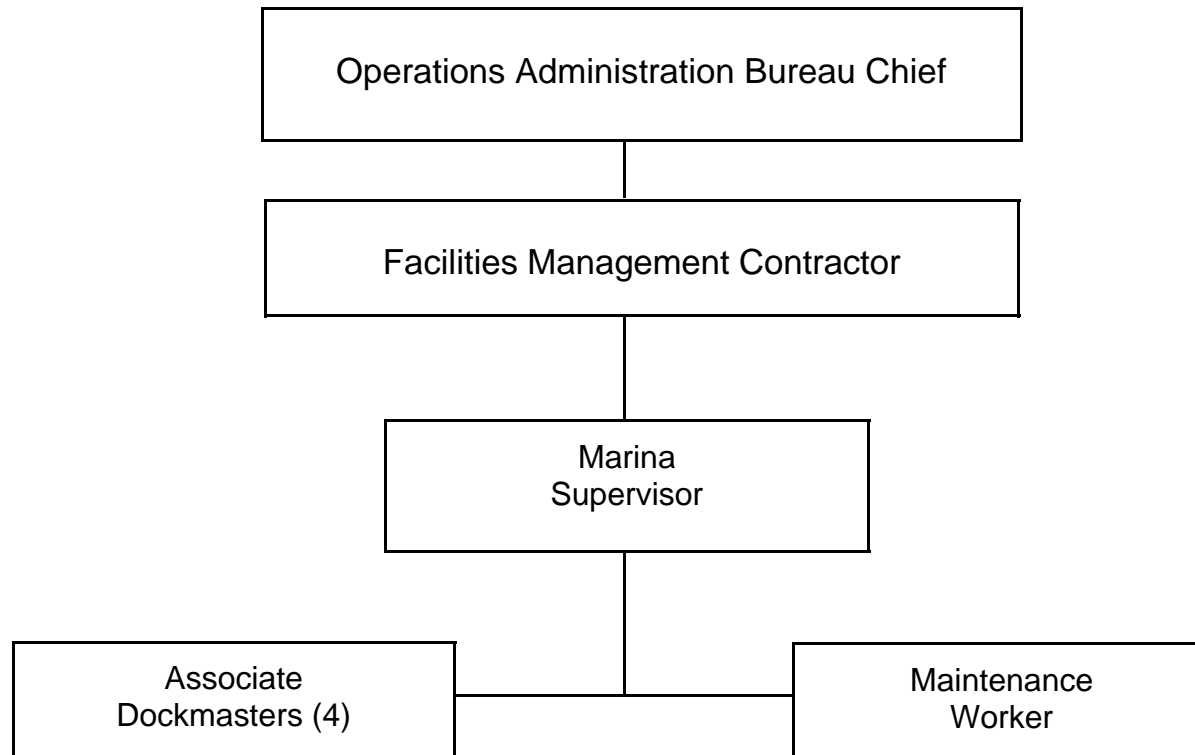 Operations Administration Bureau Chief
Facilities Management Contractor
Marina
Supervisor
Associate
Dockmasters (4)
Maintenance
Worker